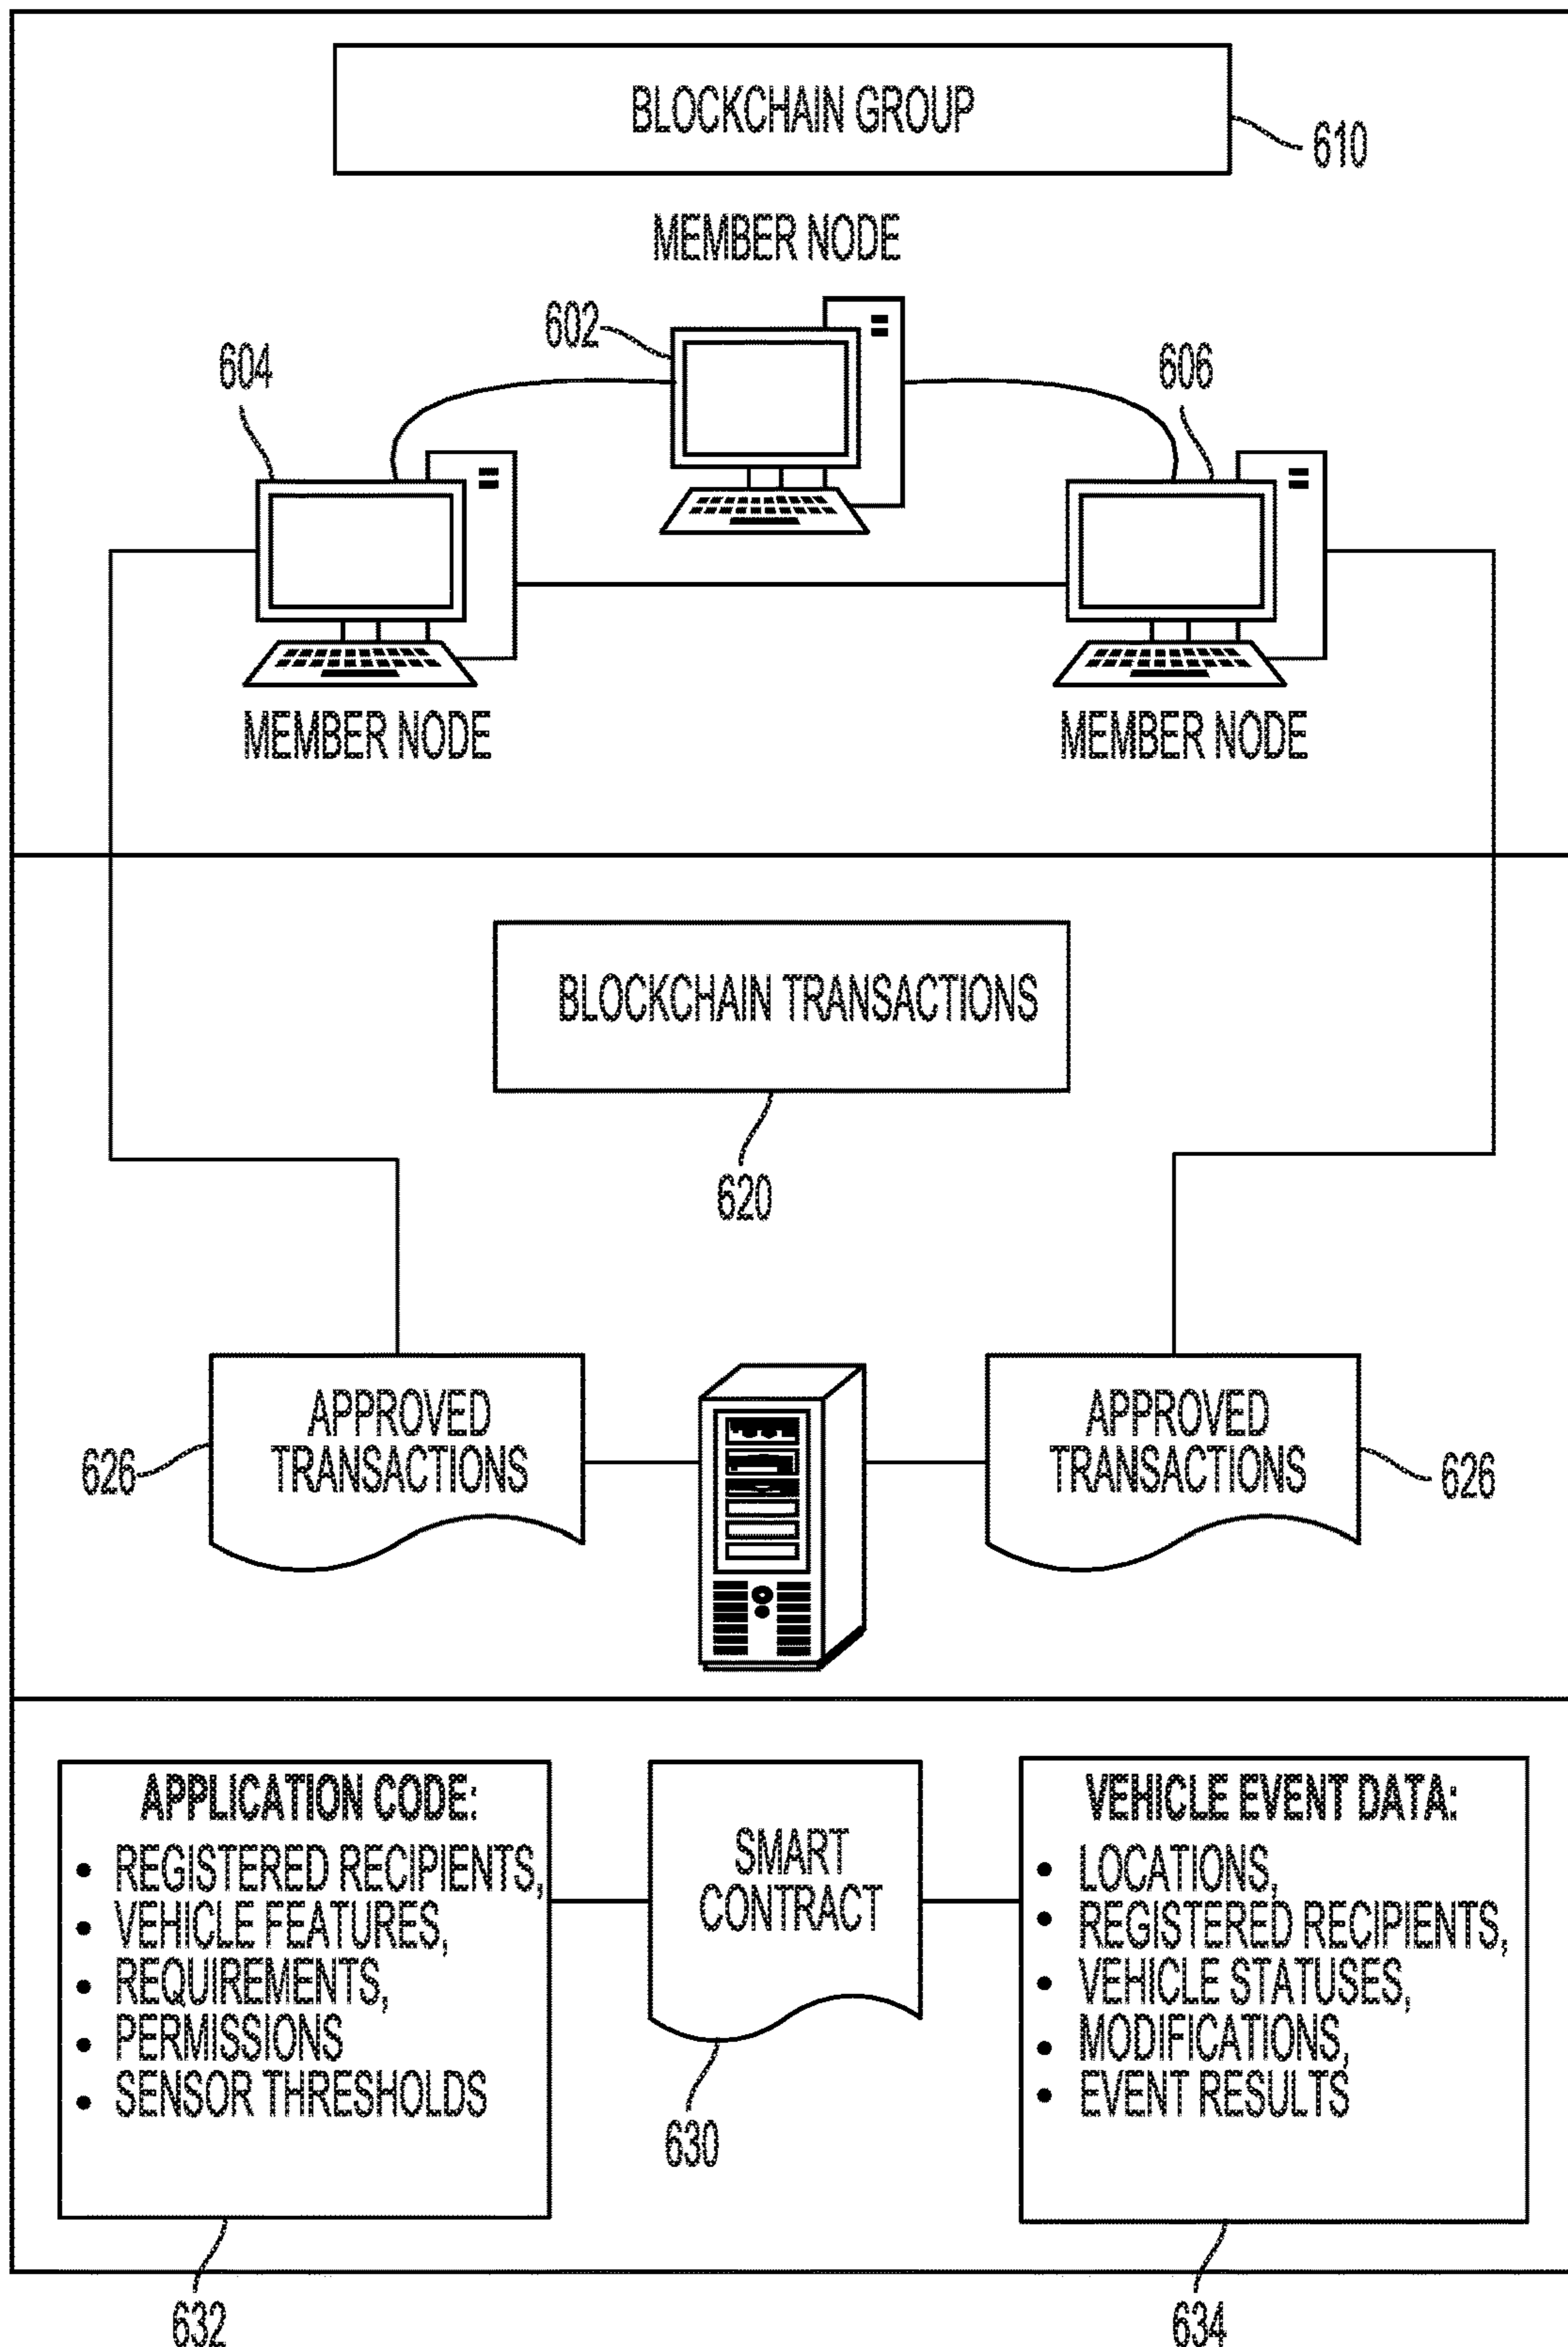 BLOCKCHAIN GROUP
610
MEMBER NODE
602
604
606
MEMBER NODE
MEMBER NODE
BLOCKCHAIN TRANSACTIONS
620
APPROVED
TRANSACTIONS
626
APPROVED
TRANSACTIONS
626
APPLICATION CODE:
• REGISTERED RECIPIENTS,
• VEHICLE FEATURES,
• REQUIREMENTS,
• PERMISSIONS
• SENSOR THRESHOLDS
632
SMART
CONTRACT
630
VEHICLE EVENT DATA:
• LOCATIONS,
• REGISTERED RECIPIENTS,
• VEHICLE STATUSES,
• MODIFICATIONS,
• EVENT RESULTS
634